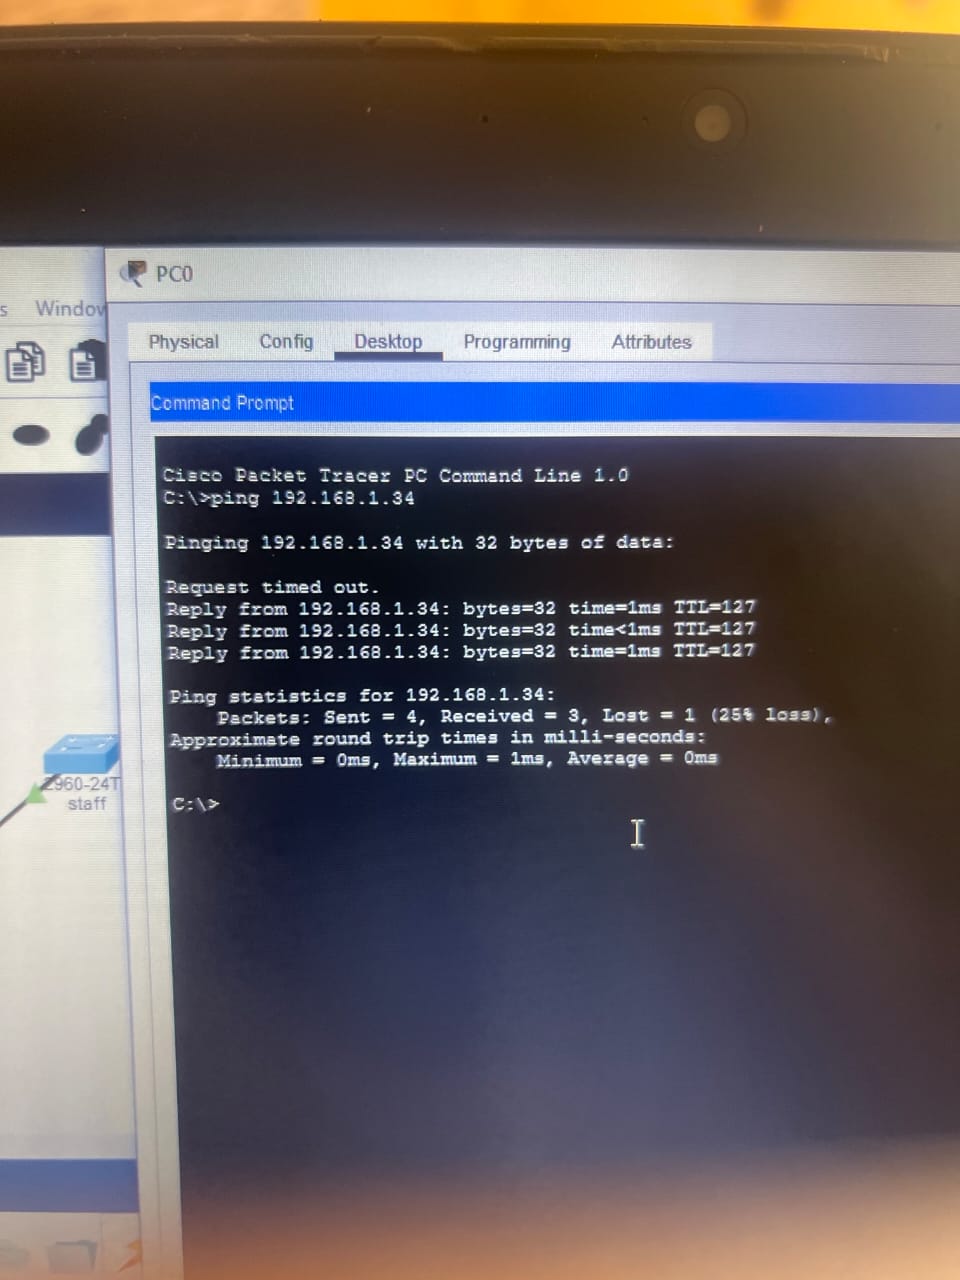 PC0
s Window
Physical Config Desktop Programming Attributes
Command Prompt
Cisco Packet Tracer PC Command Line 1.0
C:\>ping 192.168.1.34
Pinging 192.168.1.34 with 32 bytes of data:
Request timed out.
Reply from 192.168.1.34: bytes=32 time=1ms TTL=127
Reply from 192.168.1.34: bytes=32 time<1ms TTL=127
Reply from 192.168.1.34: bytes=32 time=1ms TTL=127
Ping statistics for 192.168.1.34:
Packets: Sent = 4, Received = 3, Lost = 1 (25% loss),
Approximate round trip times in milli-seconds:
Minimum = 0ms, Maximum = 1ms, Average = 0ms
2960-24T
staff
C:\>